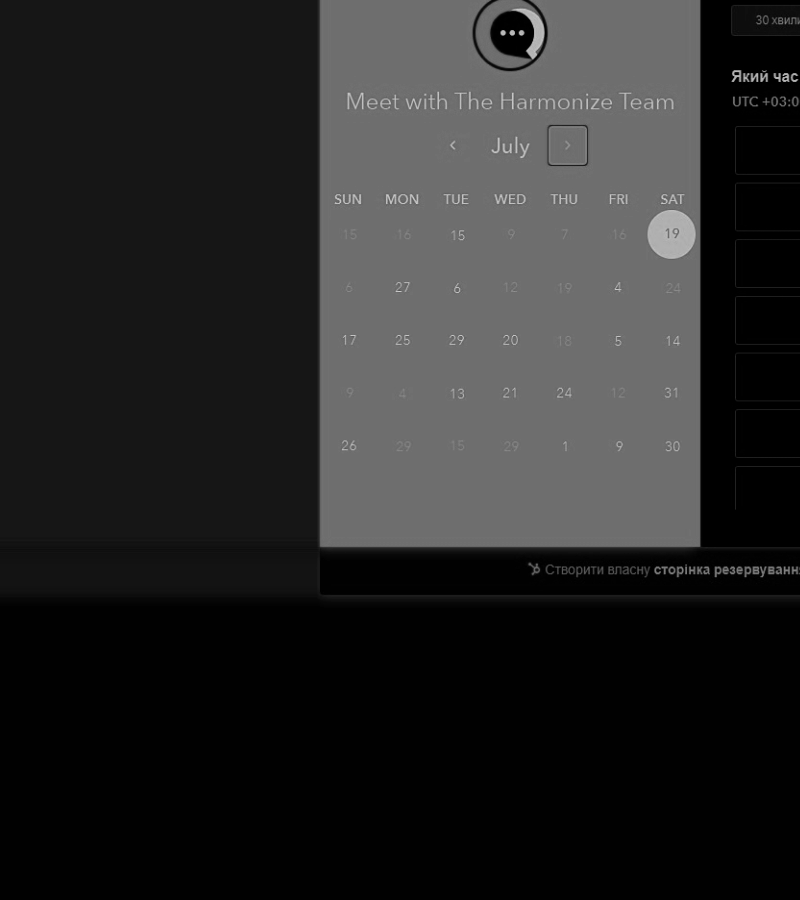 30 хвили
Meet with The Harmonize Team
Який час
UTC +03:0
July
SUN MON TUE WED THU FRI SAT
15 16 15 9 7 16 19
6 27 6 12 19 4 24
17 25 29 20 18 5 14
9 4 13 21 24 12 31
26 29 15 29 1 9 30
Створити власну сторінка резервування